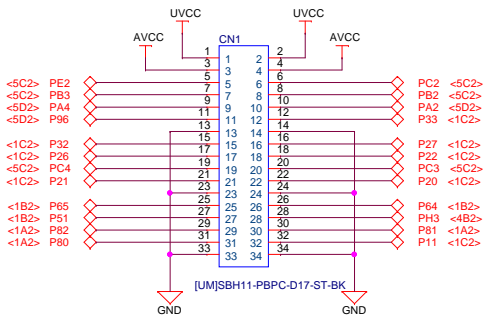 UVCC UVCC
AVCC CN1 AVCC
1 1 2 2
3 3 4 4
<5C2> PE2 5 5 6 6 PC2 <5C2>
<5C2> PB3 7 7 8 8 PB2 <5C2>
<5D2> PA4 9 9 10 10 PA2 <5D2>
<5D2> P96 11 11 12 12 P33 <1C2>
13 13 14 14
<1C2> P32 15 15 16 16 P27 <1C2>
<1C2> P26 17 17 18 18 P22 <1C2>
<5C2> PC4 19 19 20 20 PC3 <5C2>
<1C2> P21 21 21 22 22 P20 <1C2>
23 23 24 24
<1B2> P65 25 25 26 26 P64 <1B2>
<1B2> P51 27 27 28 28 PH3 <4B2>
<1A2> P82 29 29 30 30 P81 <1A2>
<1A2> P80 31 31 32 32 P11 <1C2>
33 33 34 34
[UM]SBH11-PBPC-D17-ST-BK
GND GND